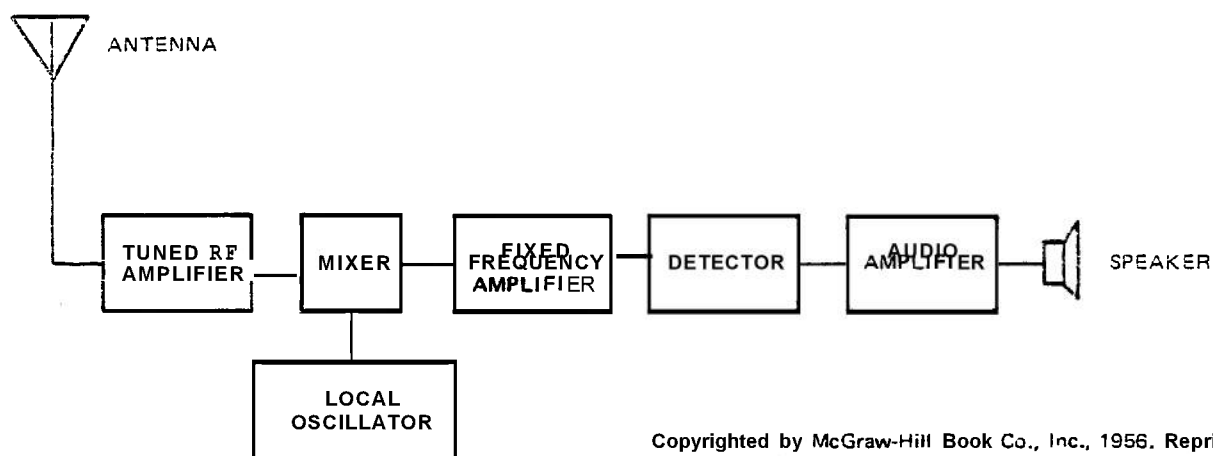 ANTENNA
TUNED RF
AMPLIFIER
MIXER
FIXED
FREQUENCY
AMPLIFIER
DETECTOR
AUDIO
AMPLIFTER
SPEAKER
LOCAL
OSCILLATOR
Copyrighted by McGraw-Hill Book Co., Inc., 1956. Repri